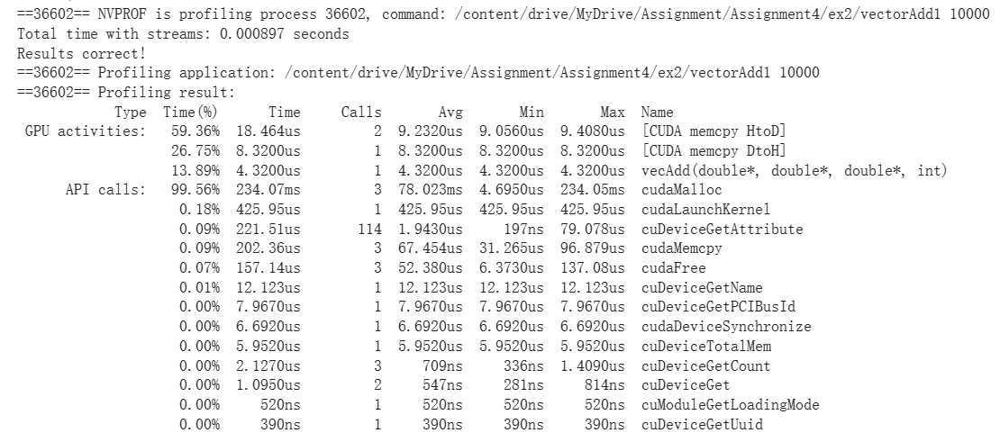 ==36602== NVPROF is profiling process 36602, command: /content/drive/MyDrive/Assignment/Assignment4/ex2/vectorAdd1 10000
Total time with streams: 0.000897 seconds
Results correct!
==36602== Profiling application: /content/drive/MyDrive/Assignment/Assignment4/ex2/vectorAdd1 10000
==36602== Profiling result:
Type Time(%) Time Calls Avg Min Max Name
GPU activities: 59.36% 18.464us 2 9.2320us 9.0560us 9.4080us [CUDA memcpy HtoD]
26.75% 8.3200us 1 8.3200us 8.3200us 8.3200us [CUDA memcpy DtoH]
13.89% 4.3200us 1 4.3200us 4.3200us 4.3200us vecAdd(double*, double*, double*, int)
API calls: 99.56% 234.07ms 3 78.023ms 4.6950us 234.05ms cudaMalloc
0.18% 425.95us 1 425.95us 425.95us 425.95us cudaLaunchKernel
0.09% 221.51us 114 1.9430us 197ns 79.078us cuDeviceGetAttribute
0.09% 202.36us 3 67.454us 31.265us 96.879us cudaMemcpy
0.07% 157.14us 3 52.380us 6.3730us 137.08us cudaFree
0.01% 12.123us 1 12.123us 12.123us 12.123us cuDeviceGetName
0.00% 7.9670us 1 7.9670us 7.9670us 7.9670us cuDeviceGetPCIBusId
0.00% 6.6920us 1 6.6920us 6.6920us 6.6920us cudaDeviceSynchronize
0.00% 5.9520us 1 5.9520us 5.9520us 5.9520us cuDeviceTotalMem
0.00% 2.1270us 3 709ns 336ns 1.4090us cuDeviceGetCount
0.00% 1.0950us 2 547ns 281ns 814ns cuDeviceGet
0.00% 520ns 1 520ns 520ns 520ns cuModuleGetLoadingMode
0.00% 390ns 1 390ns 390ns 390ns cuDeviceGetUuid